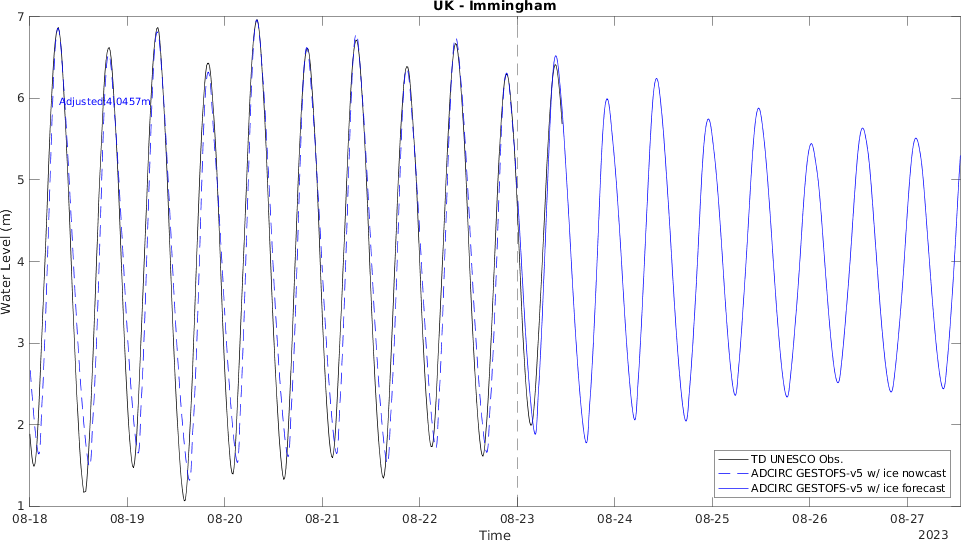 UK - Immingham
7
6
5
4
3
2
1
Water Level (m)
Adjusted:4.0457m
TD UNESCO Obs.
ADCIRC GESTOFS-v5 w/ ice nowcast
ADCIRC GESTOFS-v5 w/ ice forecast
08-18 08-19 08-20 08-21 08-22 08-23 08-24 08-25 08-26 08-27
Time
2023